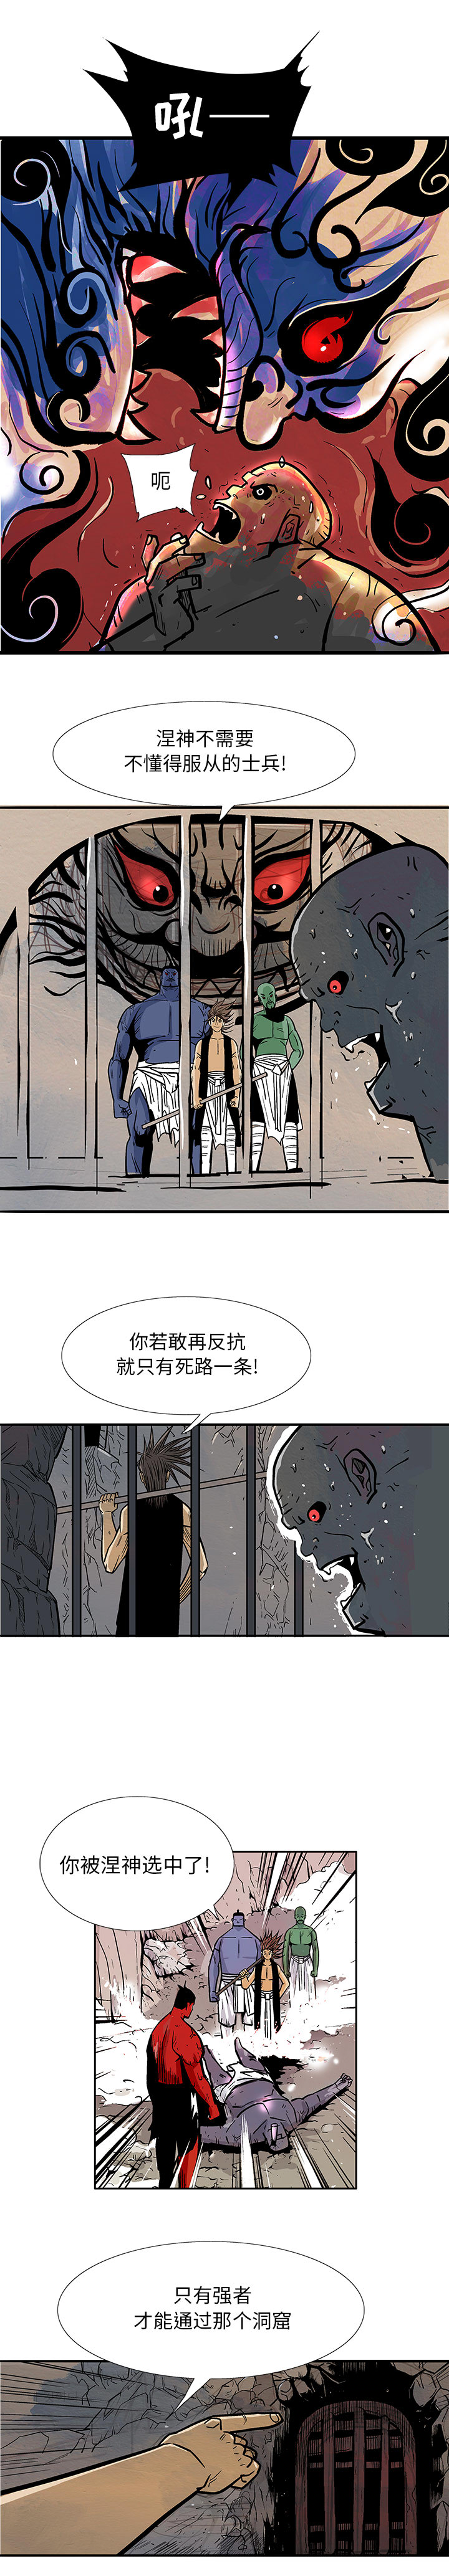 吼——
呃
涅神不需要
不懂得服从的士兵!
你若敢再反抗
就只有死路一条!
你被涅神选中了!
只有强者
才能通过那个洞窟